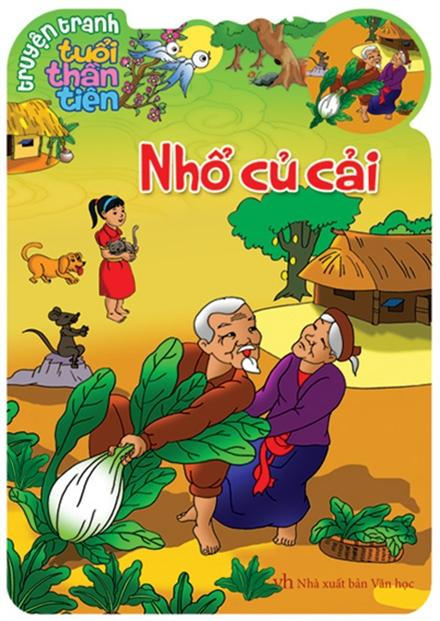 truyện tranh
tuổi
thần
tiên
Nhổ củ cải
vh Nhà xuất bản Văn học